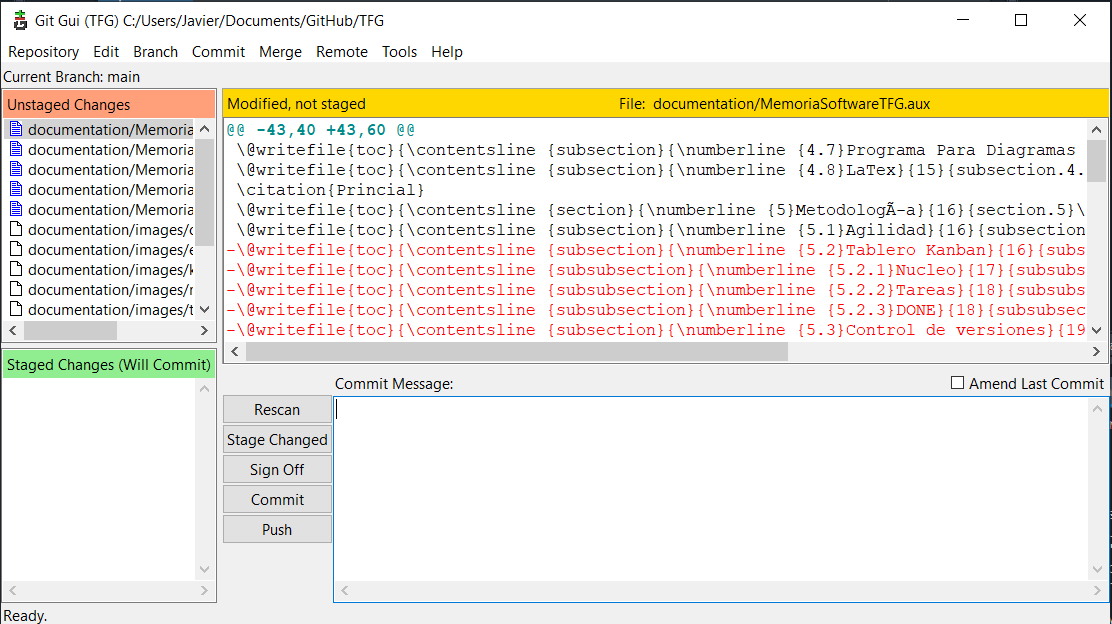 Git Gui (TFG) C:/Users/Javier/Documents/GitHub/TFG
Repository Edit Branch Commit Merge Remote Tools Help
Current Branch: main
Unstaged Changes
documentation/Memoria
documentation/Memoria
documentation/Memoria
documentation/Memoria
documentation/Memoria
documentation/images/
documentation/images/
documentation/images/
documentation/images/
documentation/images/
Staged Changes (Will Commit)
Modified, not staged File: documentation/MemoriaSoftwareTFG.aux
@@ -43,40 +43,60 @@
\@writefile{toc}{\contentsline {subsection}{\numberline {4.7}Programa Para Diagramas
\@writefile{toc}{\contentsline {subsection}{\numberline {4.8}LaTex}{15}{subsection.4.
\citation{Princial}
\@writefile{toc}{\contentsline {section}{\numberline {5}MetodologÃ-a}{16}{section.5}\
\@writefile{toc}{\contentsline {subsection}{\numberline {5.1}Agilidad}{16}{subsection
-\@writefile{toc}{\contentsline {subsection}{\numberline {5.2}Tablero Kanban}{16}{subs
-\@writefile{toc}{\contentsline {subsubsection}{\numberline {5.2.1}Nucleo}{17}{subsubs
-\@writefile{toc}{\contentsline {subsubsection}{\numberline {5.2.2}Tareas}{18}{subsubs
-\@writefile{toc}{\contentsline {subsubsection}{\numberline {5.2.3}DONE}{18}{subsubsec
-\@writefile{toc}{\contentsline {subsection}{\numberline {5.3}Control de versiones}{19
Commit Message:
Amend Last Commit
Rescan
Stage Changed
Sign Off
Commit
Push
Ready.